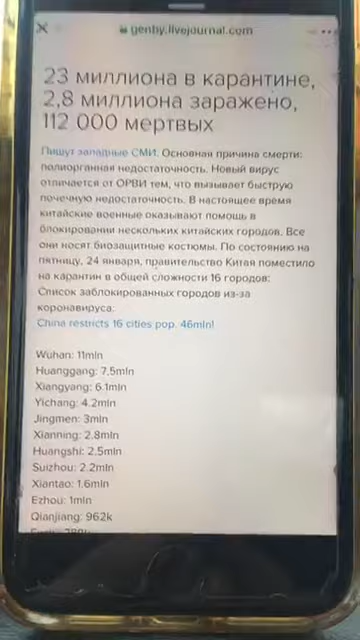 genby.livejournal.com
23 миллиона в карантине,
2,8 миллиона заражено,
112 000 мертвых
Пишут западные СМИ. Основная причина смерти:
полиорганная недостаточность. Новый вирус
отличается от ОРВИ тем, что вызывает быструю
почечную недостаточность. В настоящее время
китайские военные оказывают помощь в
блокировании нескольких китайских городов. Все
они носят биозащитные костюмы. По состоянию на
пятницу, 24 января, правительство Китая поместило
на карантин в общей сложности 16 городов:
Список заблокированных городов из-за
коронавируса:
China restricts 16 cities pop. 46mln!
Wuhan: 11mln
Huanggang: 7.5mln
Xiangyang: 6.1mln
Yichang: 4.2mln
Jingmen: 3mln
Xianning: 2.8mln
Huangshi: 2.5mln
Suizhou: 2.2mln
Xiantao: 1.6mln
Ezhou: 1mln
Qianjiang: 962k